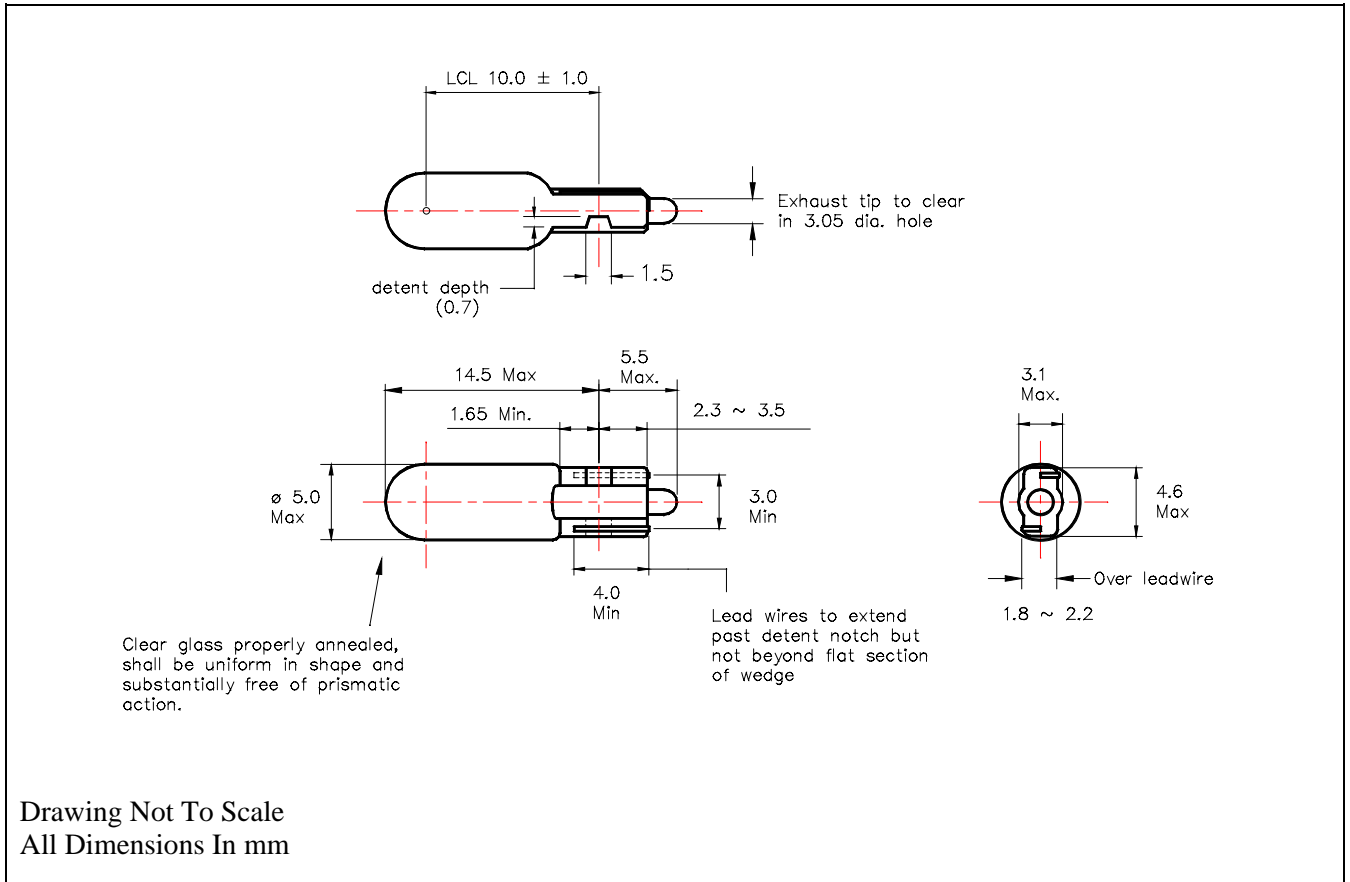 LCL 10.0 ± 1.0
Exhaust tip to clear
in 3.05 dia. hole
1.5
detent depth
(0.7)
14.5 Max
5.5
Max.
1.65 Min.
2.3 ~ 3.5
3.1
Max.
ø 5.0
Max
3.0
Min
4.6
Max
4.0
Min
Over leadwire
1.8 ~ 2.2
Lead wires to extend
past detent notch but
not beyond flat section
of wedge
Clear glass properly annealed,
shall be uniform in shape and
substantially free of prismatic
action.
Drawing Not To Scale
All Dimensions In mm